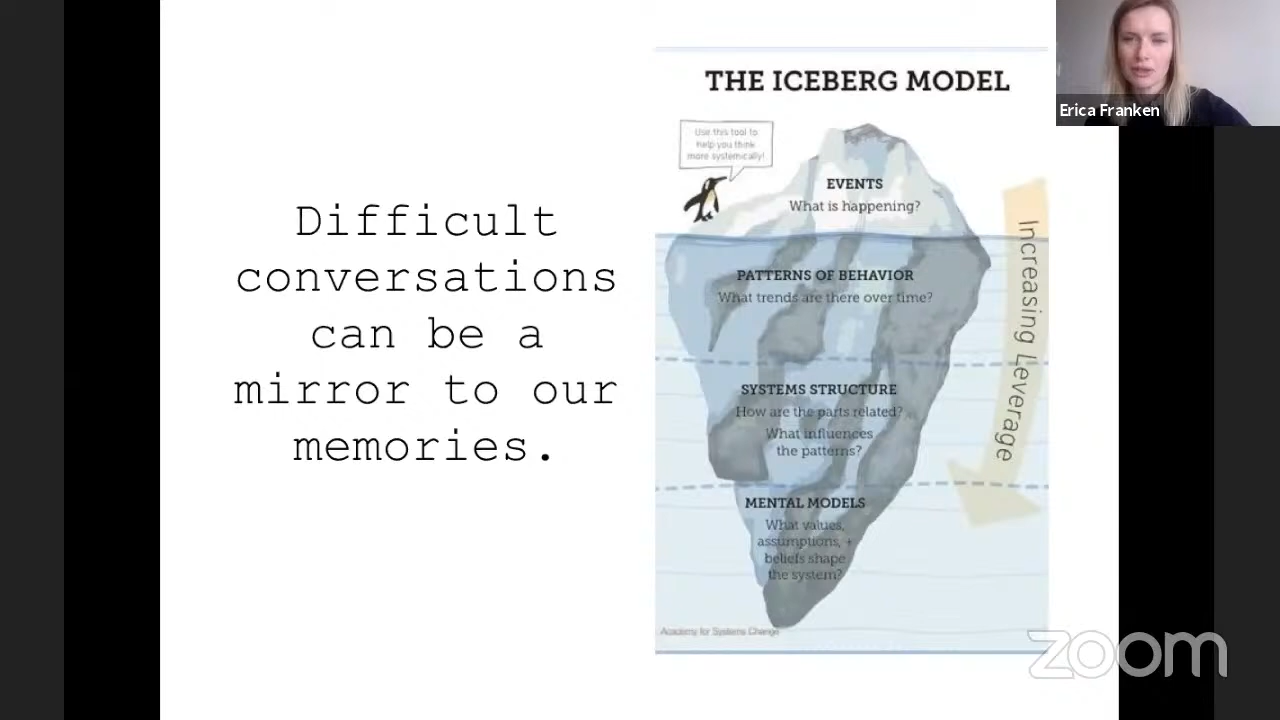 Difficult
conversations
can be a
mirror to our
memories.
THE ICEBERG MODEL
Use this tool to
help you think
more systemically!
EVENTS
What is happening?
PATTERNS OF BEHAVIOR
What trends are there over time?
SYSTEMS STRUCTURE
How are the parts related?
What influences
the patterns?
MENTAL MODELS
What values,
assumptions, +
beliefs shape
the system?
Increasing Leverage
Academy for Systems Change
Erica Franken
zoom